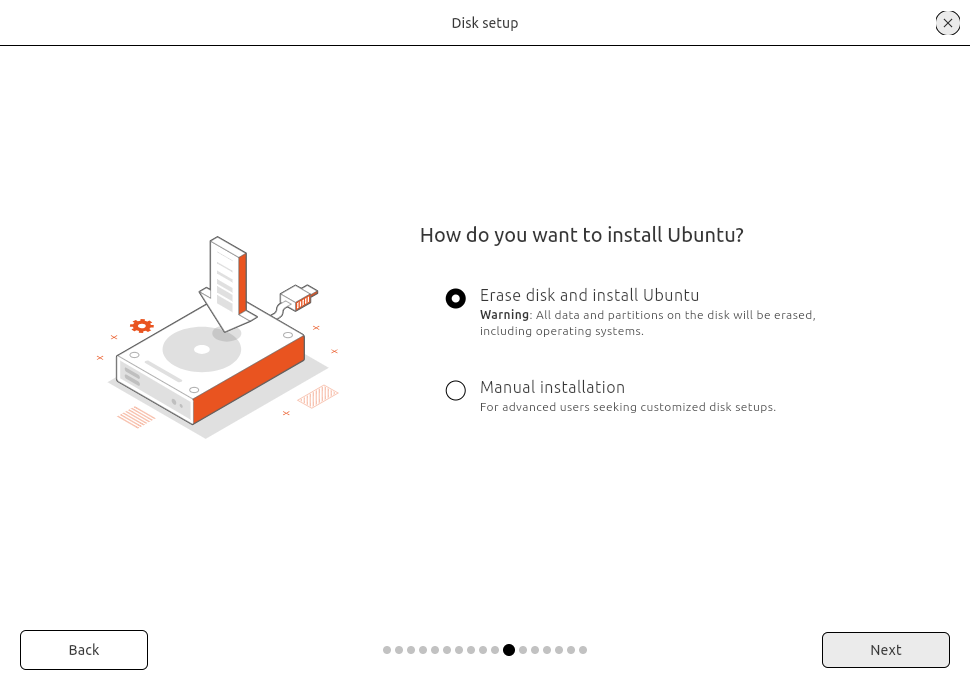 Disk setup
How do you want to install Ubuntu?
Erase disk and install Ubuntu
Warning: All data and partitions on the disk will be erased,
including operating systems.
Manual installation
For advanced users seeking customized disk setups.
Back
Next